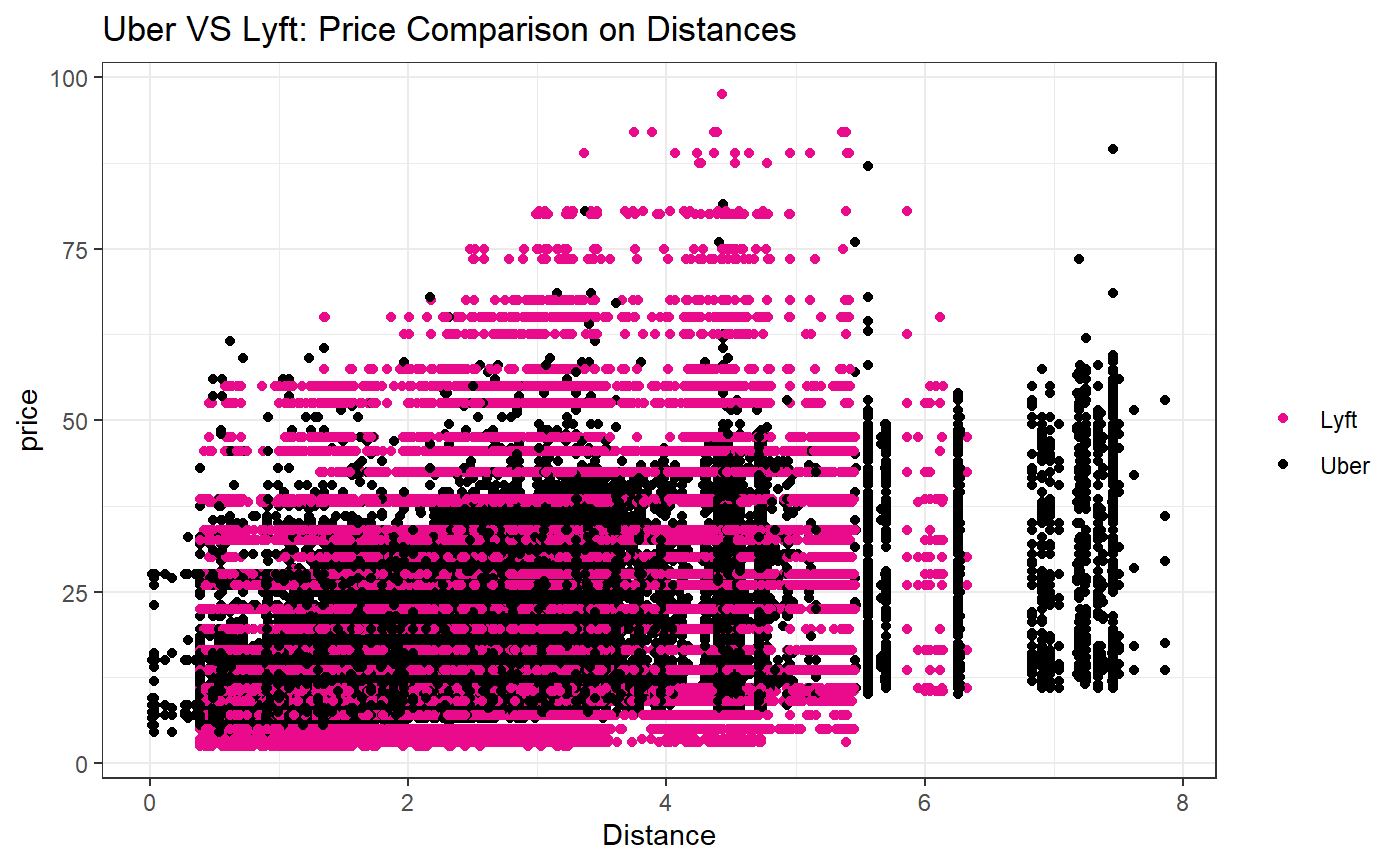 Uber VS Lyft: Price Comparison on Distances
100
75
50
25
0
price
0 2 4 6 8
Distance
Lyft
Uber